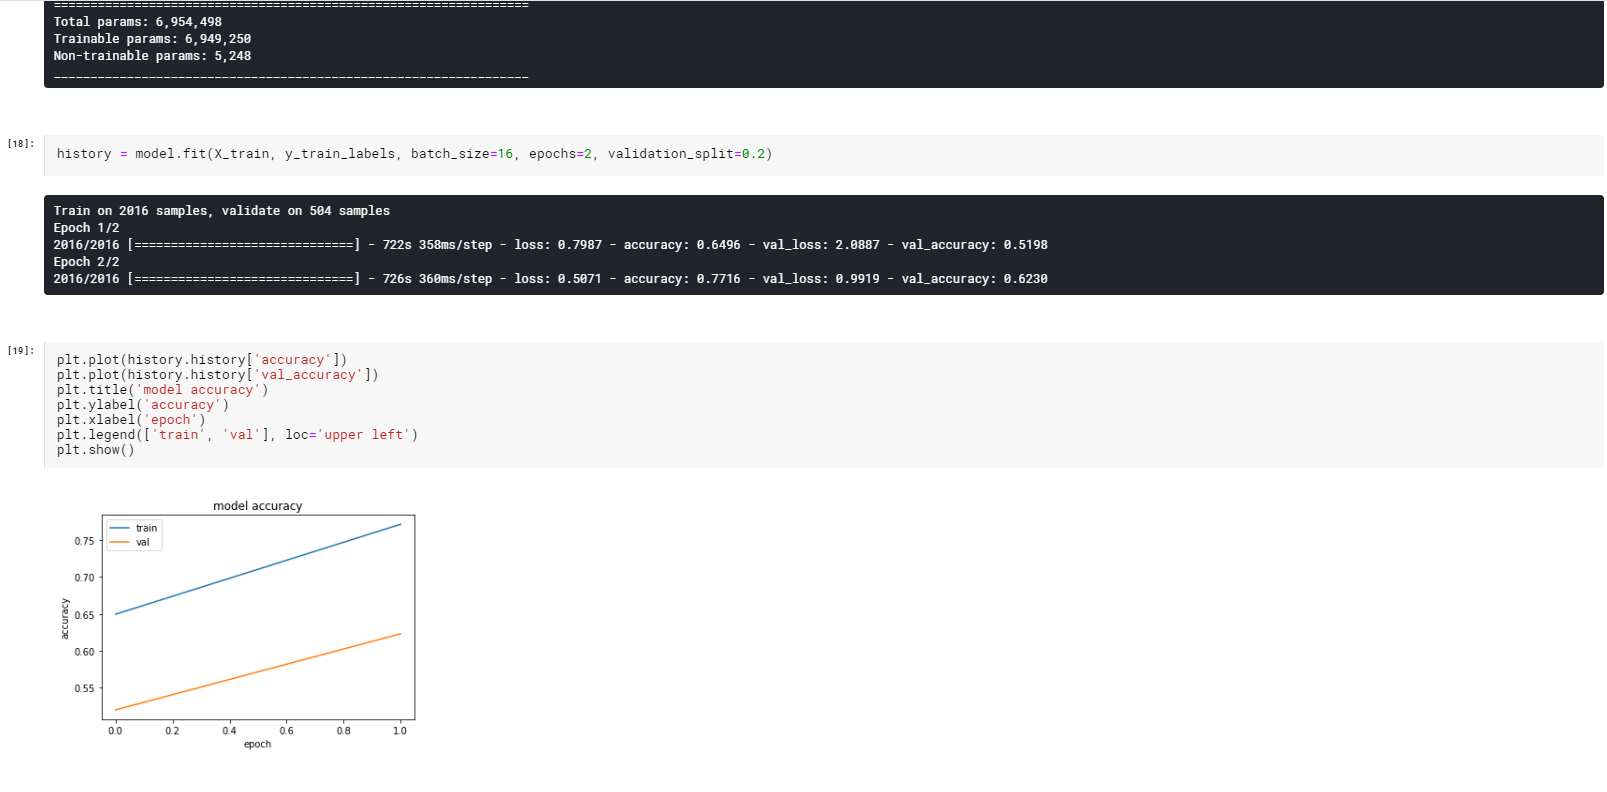 =================================================================
Total params: 6,954,498
Trainable params: 6,949,250
Non-trainable params: 5,248
_________________________________________________________________
[18]:
history = model.fit(X_train, y_train_labels, batch_size=16, epochs=2, validation_split=0.2)
Train on 2016 samples, validate on 504 samples
Epoch 1/2
2016/2016 [==============================] - 722s 358ms/step - loss: 0.7987 - accuracy: 0.6496 - val_loss: 2.0887 - val_accuracy: 0.5198
Epoch 2/2
2016/2016 [==============================] - 726s 360ms/step - loss: 0.5071 - accuracy: 0.7716 - val_loss: 0.9919 - val_accuracy: 0.6230
[19]:
plt.plot(history.history['accuracy'])
plt.plot(history.history['val_accuracy'])
plt.title('model accuracy')
plt.ylabel('accuracy')
plt.xlabel('epoch')
plt.legend(['train', 'val'], loc='upper left')
plt.show()
model accuracy
train
val
accuracy
0.75
0.70
0.65
0.60
0.55
0.0 0.2 0.4 0.6 0.8 1.0
epoch